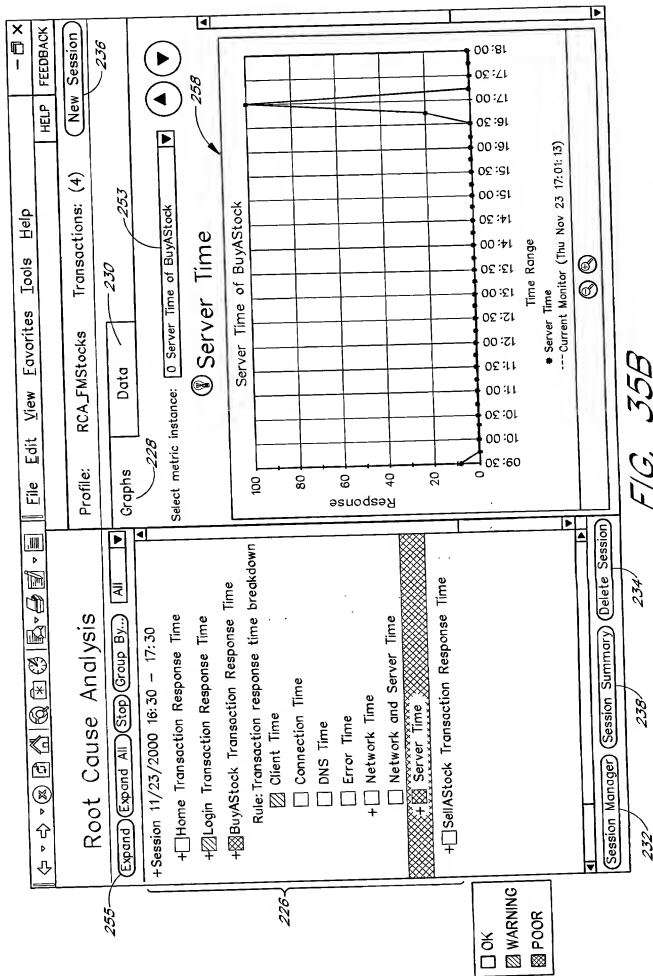 File Edit View Favorites Tools Help
HELP FEEDBACK
Root Cause Analysis
Expand Expand All Stop Group By... All
255
+Session 11/23/2000 16:30 - 17:30
+Home Transaction Response Time
+Login Transaction Response Time
+BuyAStock Transaction Response Time
Rule: Transaction response time breakdown
Client Time
Connection Time
DNS Time
Error Time
+Network Time
Network and Server Time
+Server Time
+SellAStock Transaction Response Time
226
Session Manager Session Summary Delete Session
232
238
234
OK
WARNING
POOR
Profile: RCA_FMStocks Transactions: (4)
New Session
236
Graphs
228
Data
230
253
Select metric instance: 0 Server Time of BuyAStock
Server Time
258
Server Time of BuyAStock
Response
100
80
60
40
20
0
09:30 10:00 10:30 11:00 11:30 12:00 12:30 13:00 13:30 14:00 14:30 15:00 15:30 16:00 16:30 17:00 17:30 18:00
Time Range
Server Time
--- Current Monitor (Thu Nov 23 17:01:13)
FIG. 35B